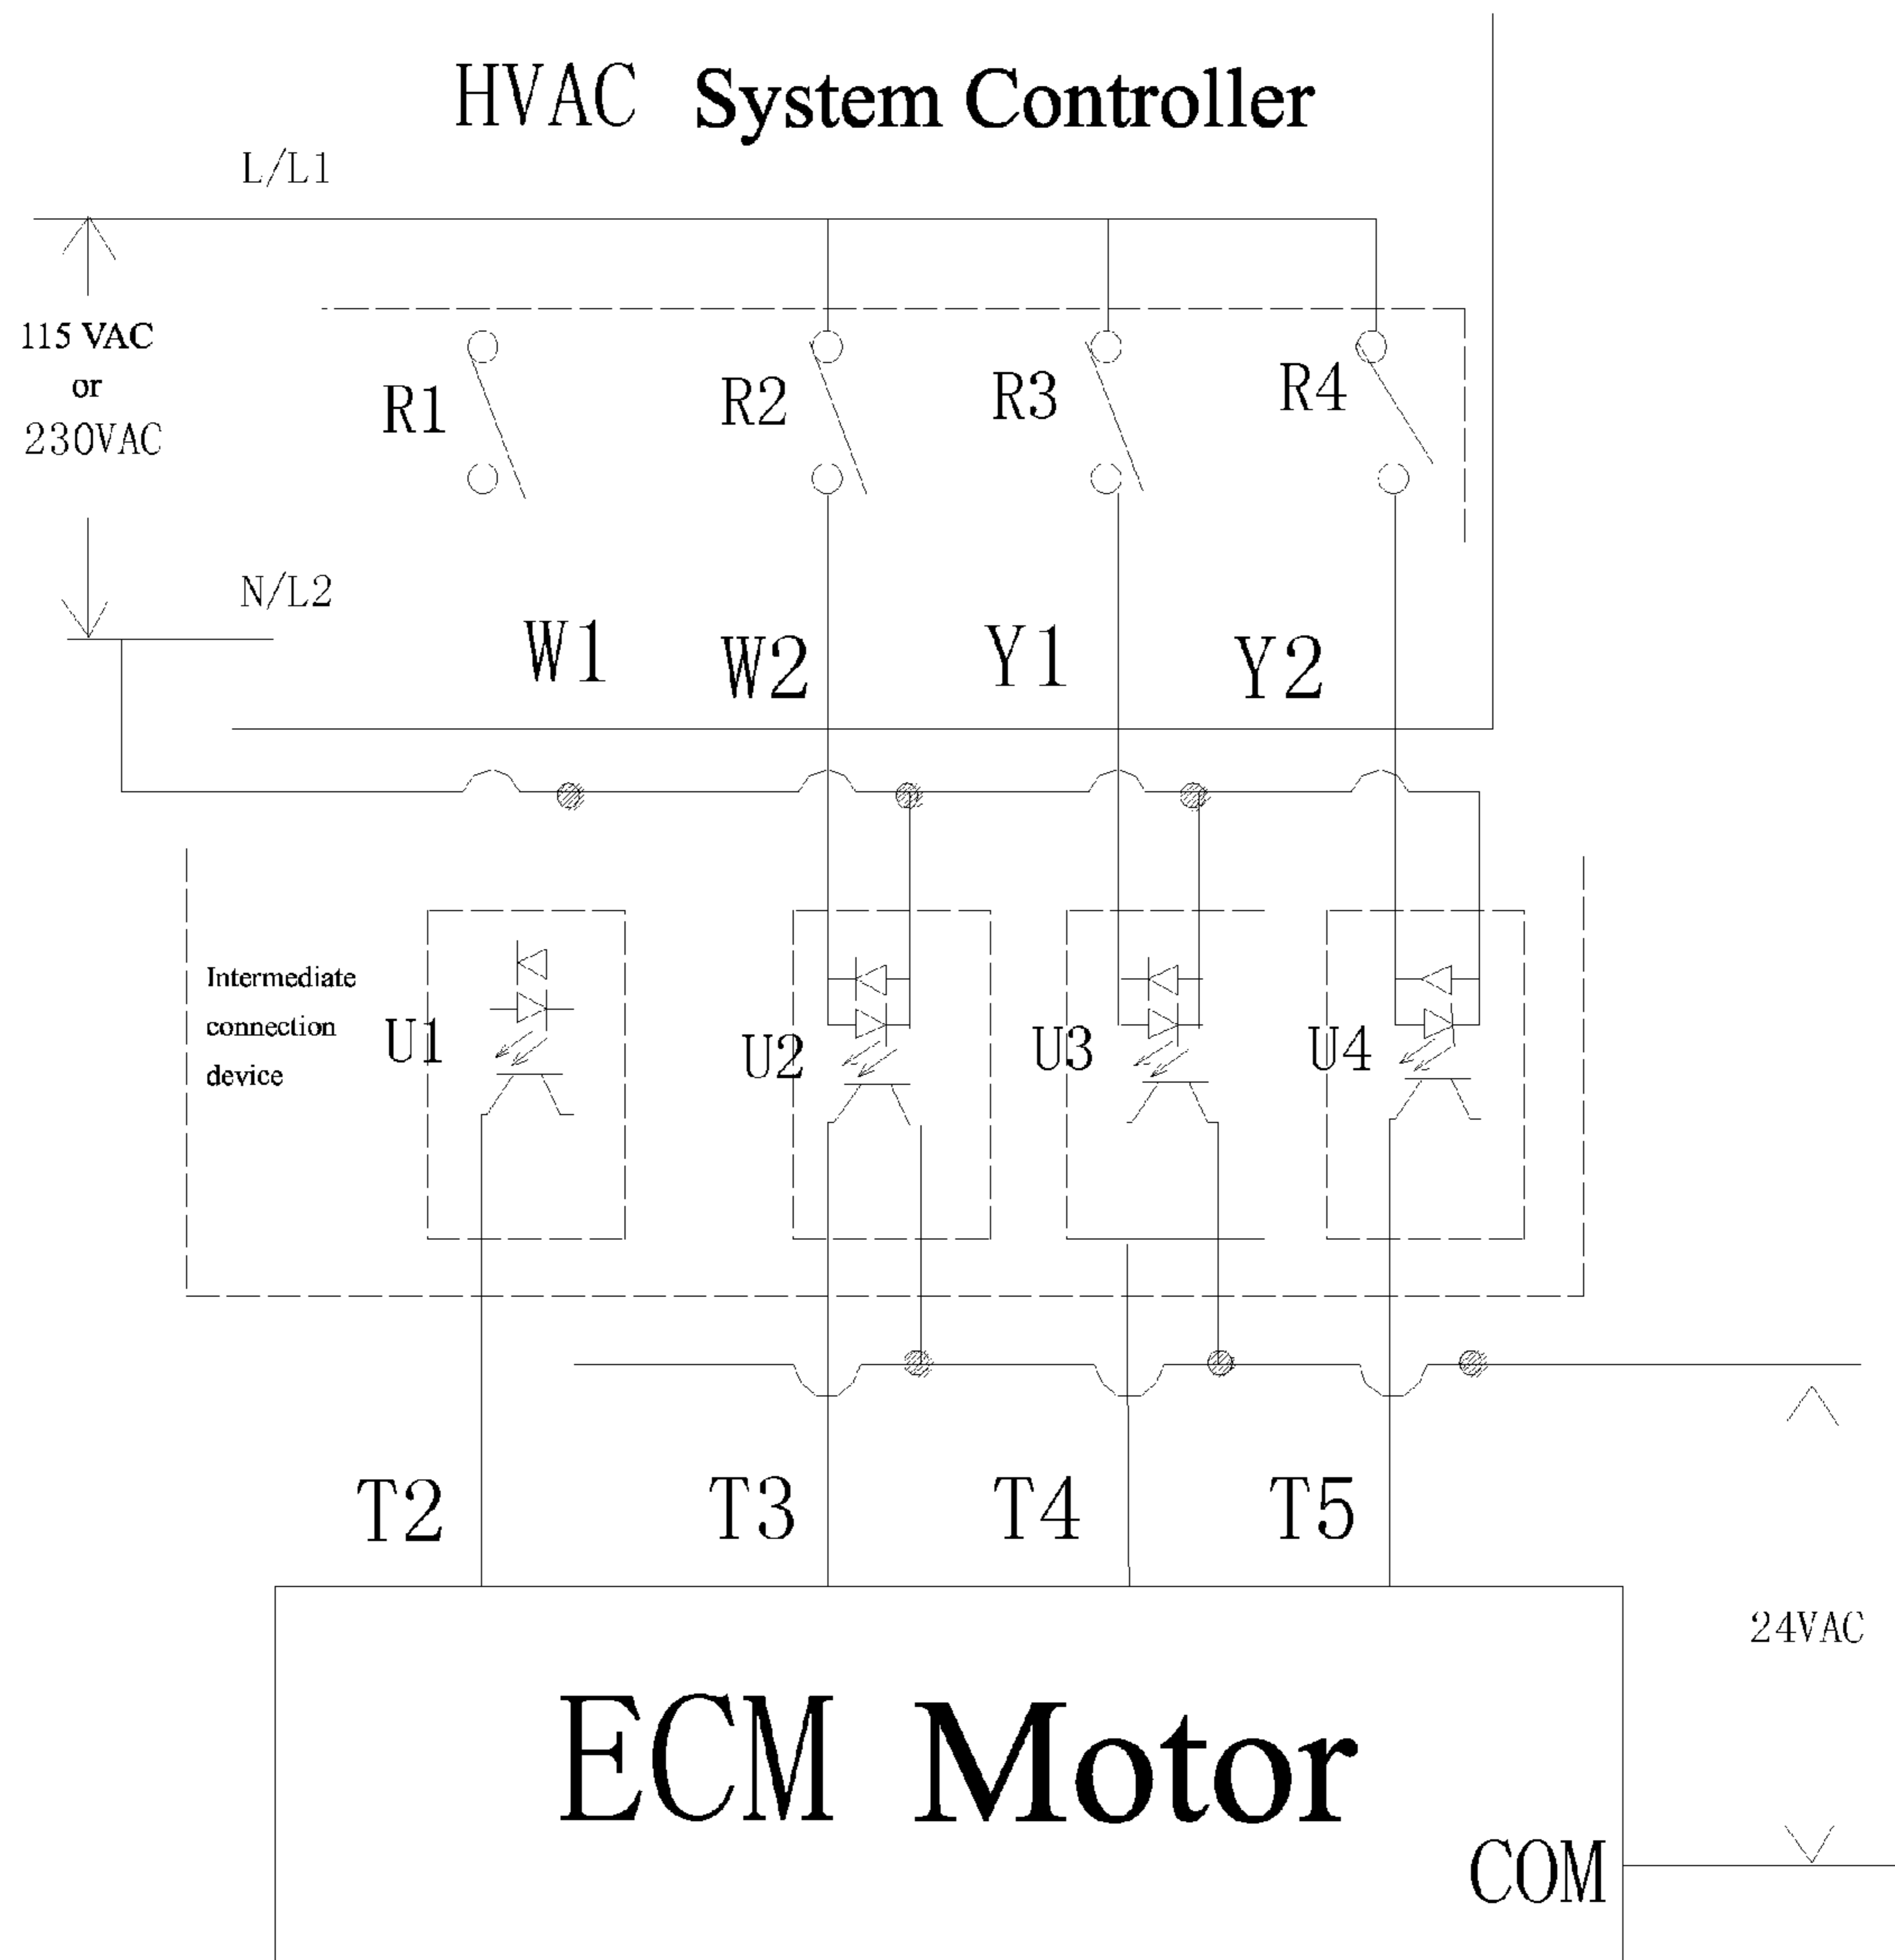 HVAC System Controller
L/L1
115 VAC
or
230VAC
R1
R2
R3
R4
N/L2
W1
W2
Y1
Y2
Intermediate
connection
device
U1
U2
U3
U4
T2
T3
T4
T5
24VAC
ECM Motor
COM